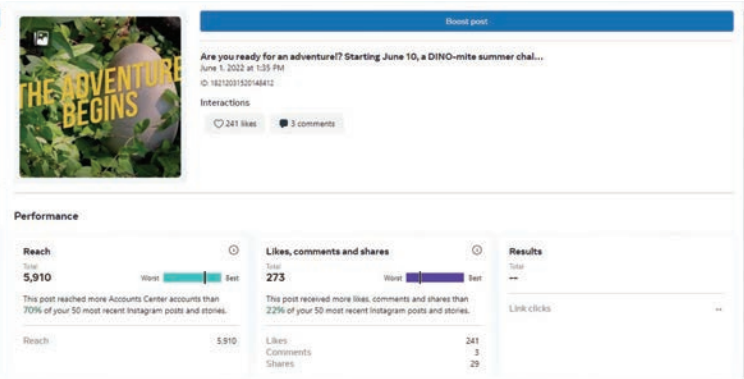 Boost post
THE ADVENTURE
BEGINS
Are you ready for an adventure!? Starting June 10, a DINO-mite summer chal...
June 1, 2022 at 1:35 PM
ID: 18212031520148412
Interactions
241 likes
3 comments
Performance
Reach
Total
5,910
Worst
Best
This post reached more Accounts Center accounts than
70% of your 50 most recent Instagram posts and stories.
Reach 5,910
Likes, comments and shares
Total
273
Worst
Best
This post received more likes, comments and shares than
22% of your 50 most recent Instagram posts and stories.
Likes 241
Comments 3
Shares 29
Results
Total
--
Link clicks --